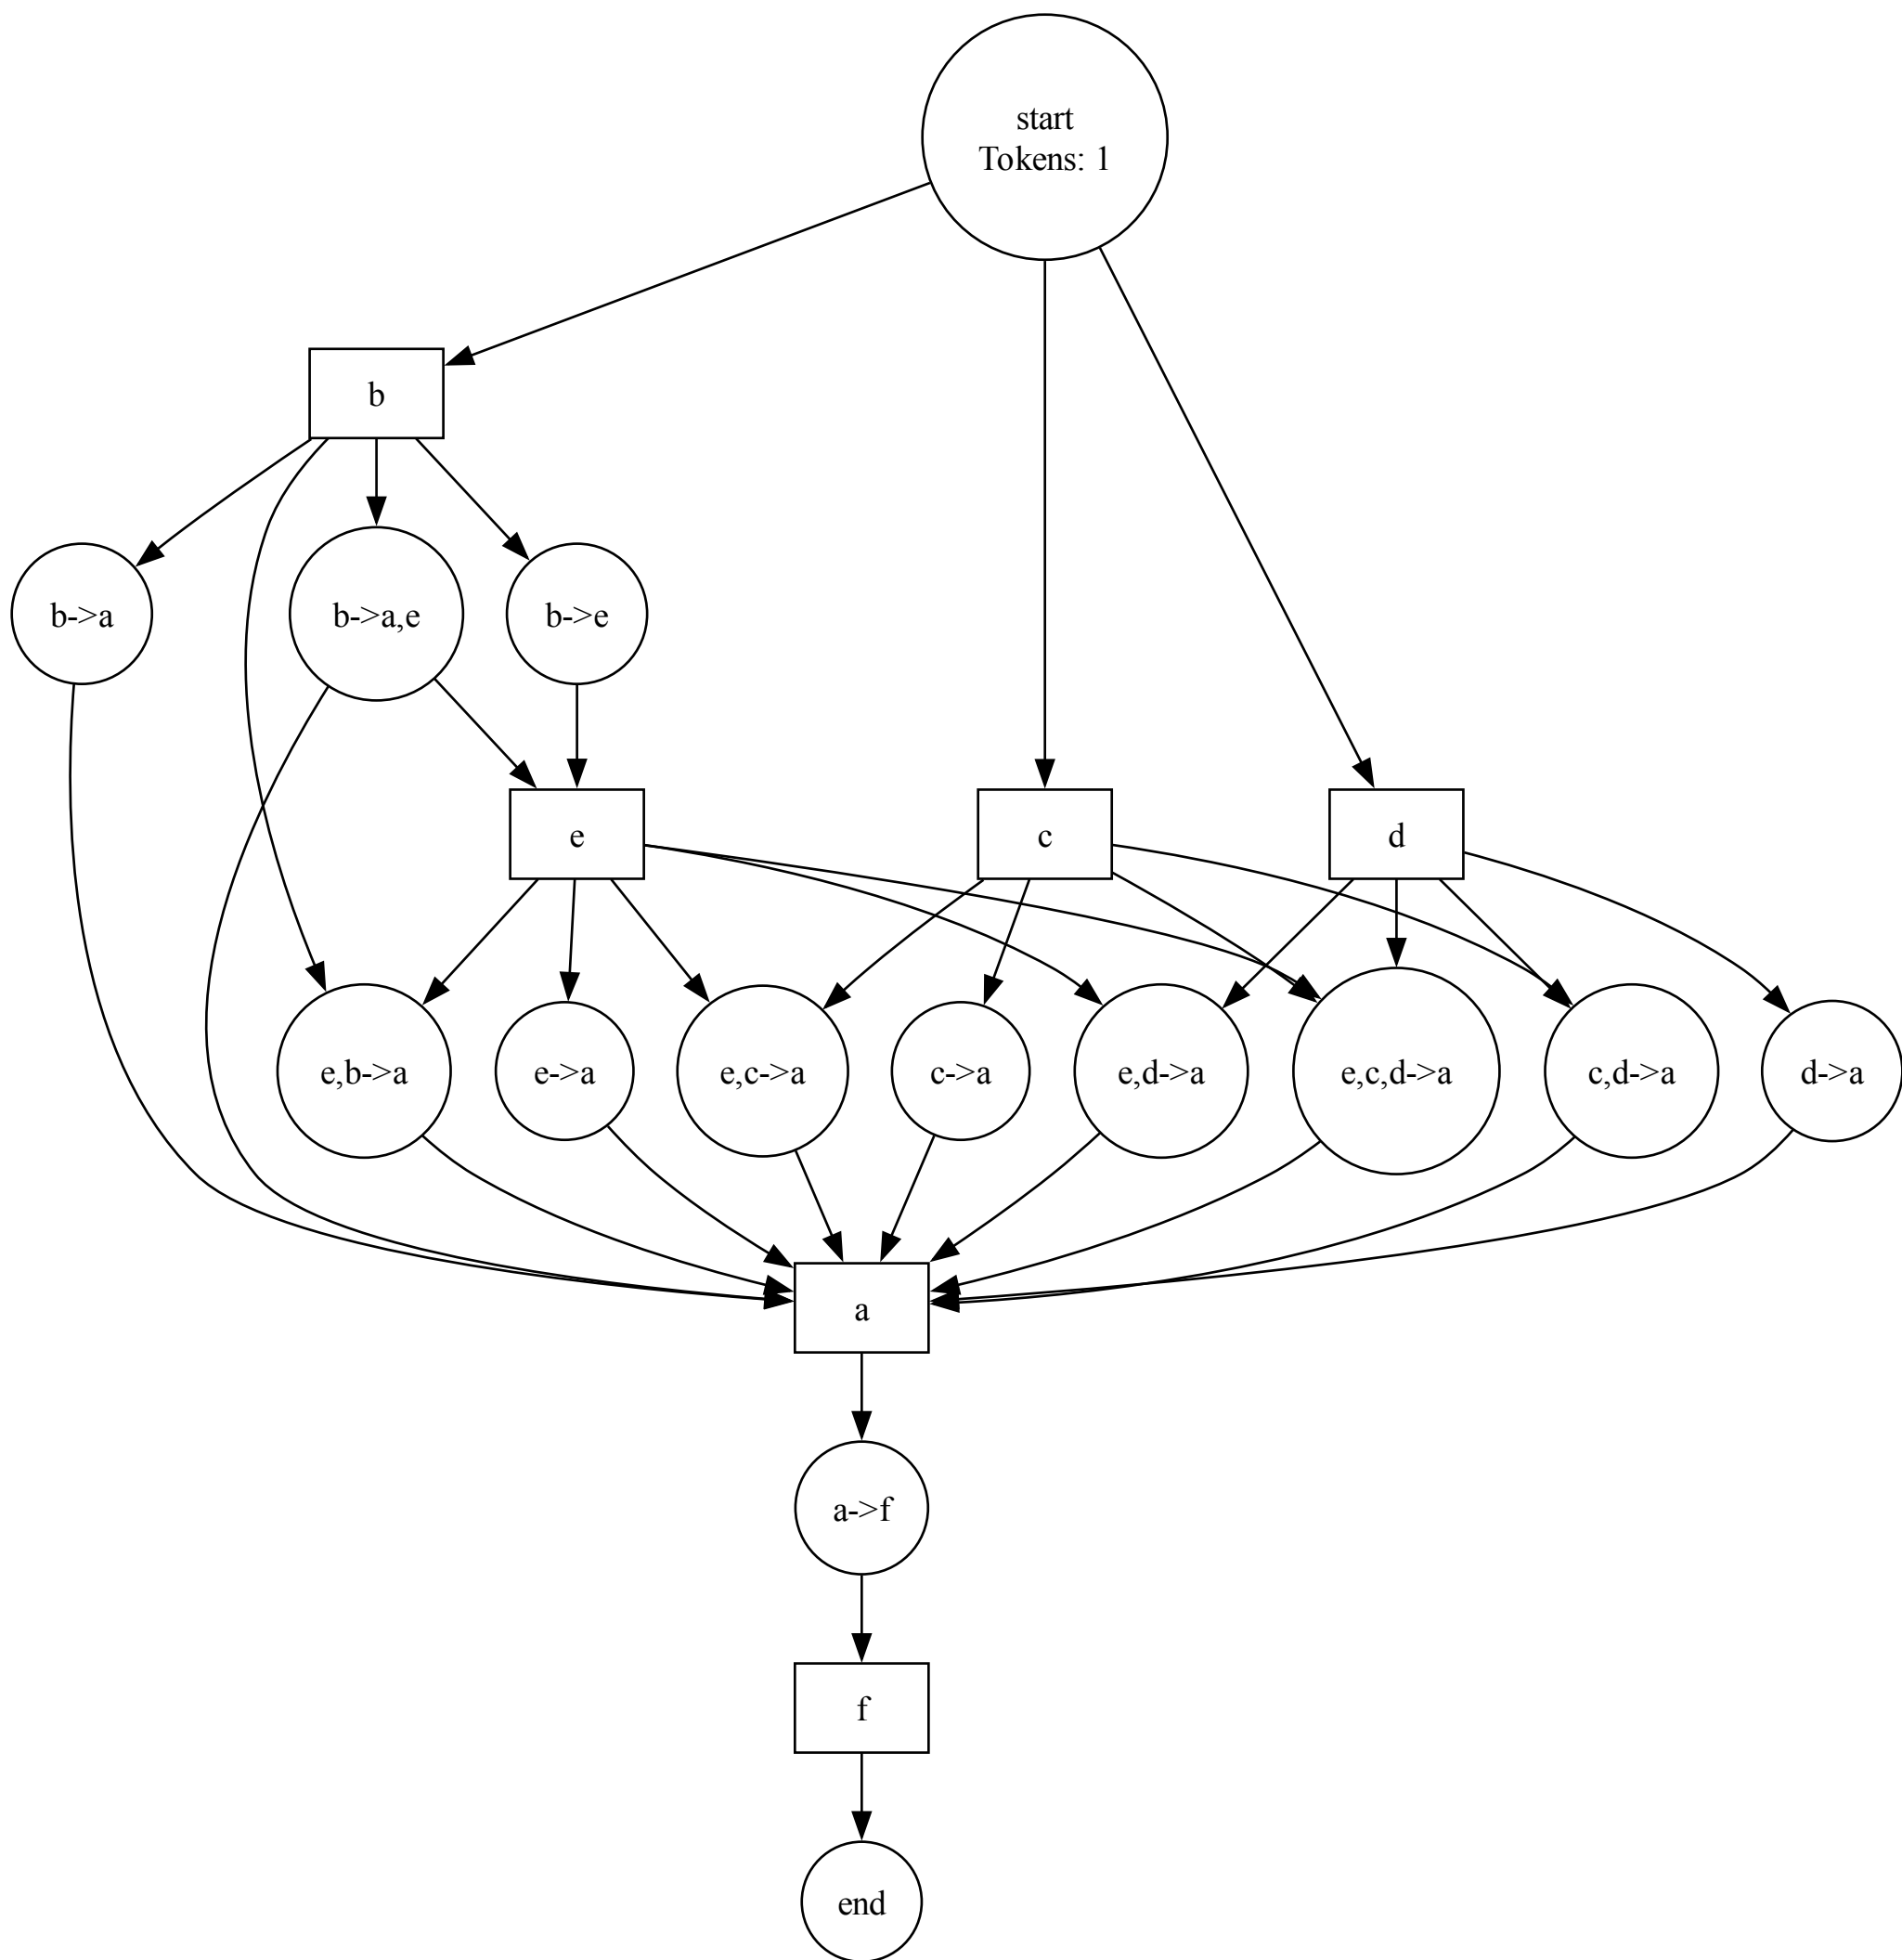 start
Tokens: 1
b
b->a
b->a,e
b->e
e
c
d
e,b->a
e->a
e,c->a
c->a
e,d->a
e,c,d->a
c,d->a
d->a
a
a->f
f
end